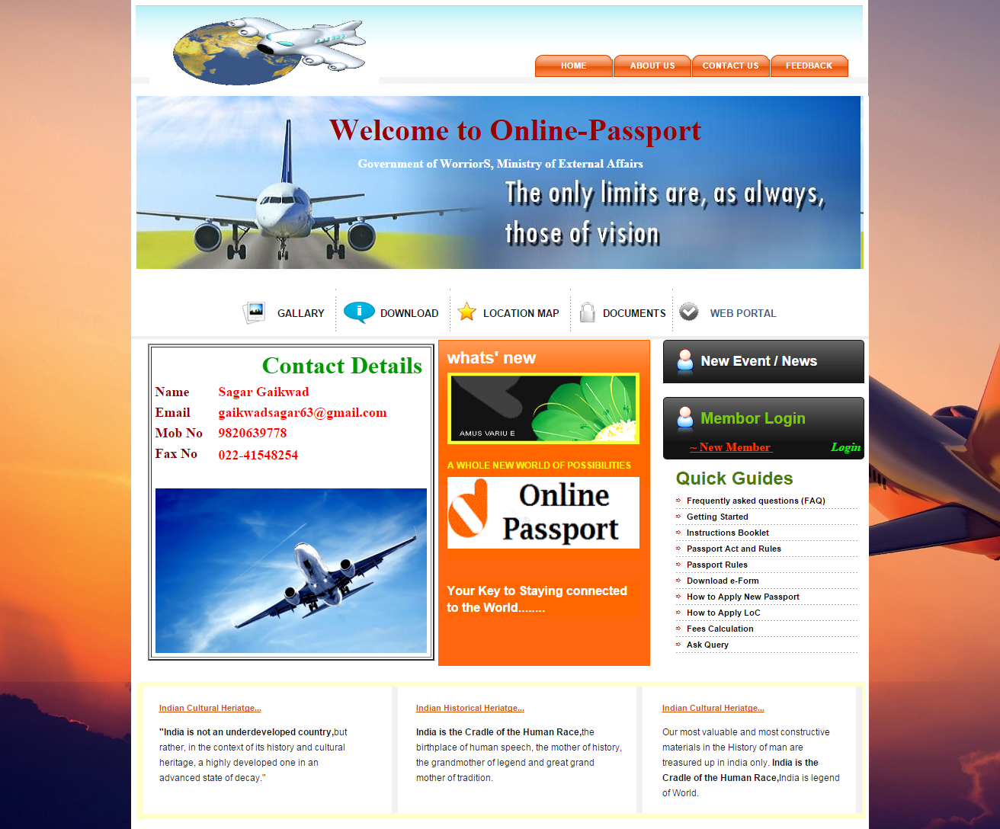 HOME
ABOUT US
CONTACT US
FEEDBACK
Welcome to Online-Passport
Government of WorriorS, Ministry of External Affairs
The only limits are, as always,
those of vision
GALLARY
DOWNLOAD
LOCATION MAP
DOCUMENTS
WEB PORTAL
Contact Details
Name Sagar Gaikwad
Email gaikwadsagar63@gmail.com
Mob No 9820639778
Fax No 022-41548254
whats' new
AMUS VARIU E
A WHOLE NEW WORLD OF POSSIBILITIES
Online
Passport
Your Key to Staying connected
to the World........
New Event / News
Membor Login
~ New Member
Login
Quick Guides
Frequently asked questions (FAQ)
Getting Started
Instructions Booklet
Passport Act and Rules
Passport Rules
Download e-Form
How to Apply New Passport
How to Apply LoC
Fees Calculation
Ask Query
Indian Cultural Heriatge...
"India is not an underdeveloped country,but
rather, in the context of its history and cultural
heritage, a highly developed one in an
advanced state of decay."
Indian Historical Heriatge...
India is the Cradle of the Human Race,the
birthplace of human speech, the mother of history,
the grandmother of legend and great grand
mother of tradition.
Indian Cultural Heriatge...
Our most valuable and most constructive
materials in the History of man are
treasured up in india only. India is the
Cradle of the Human Race,India is legend
of World.